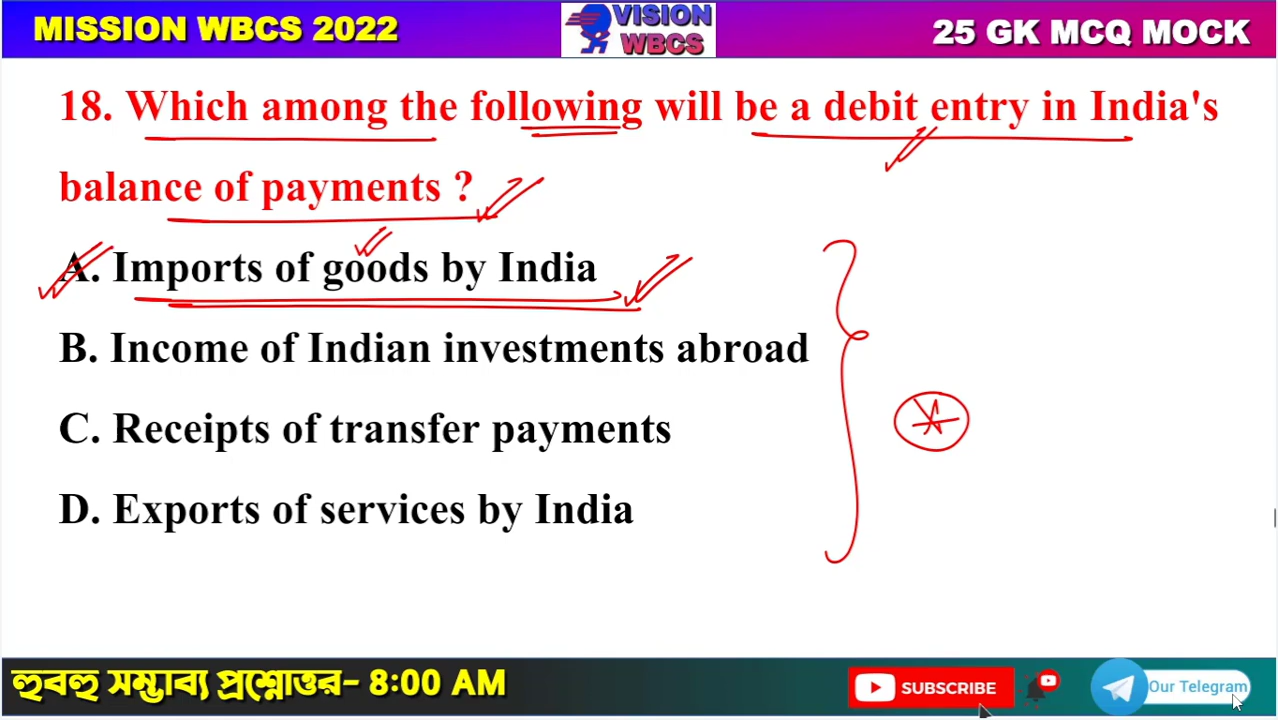 MISSION WBCS 2022
VISION
WBCS
25 GK MCQ MOCK
18. Which among the following will be a debit entry in India's
balance of payments ?
A. Imports of goods by India
B. Income of Indian investments abroad
C. Receipts of transfer payments
D. Exports of services by India
হুবহু সম্ভাব্য প্রশ্নোত্তর- 8:00 AM
SUBSCRIBE
Our Telegram